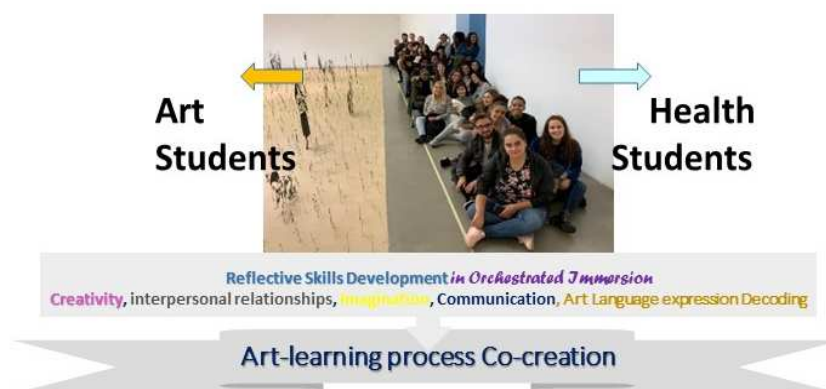 Art
Students
Health
Students
Reflective Skills Development in Orchestrated Immersion
Creativity, interpersonal relationships, Imagination, Communication, Art Language expression Decoding
Art-learning process Co-creation